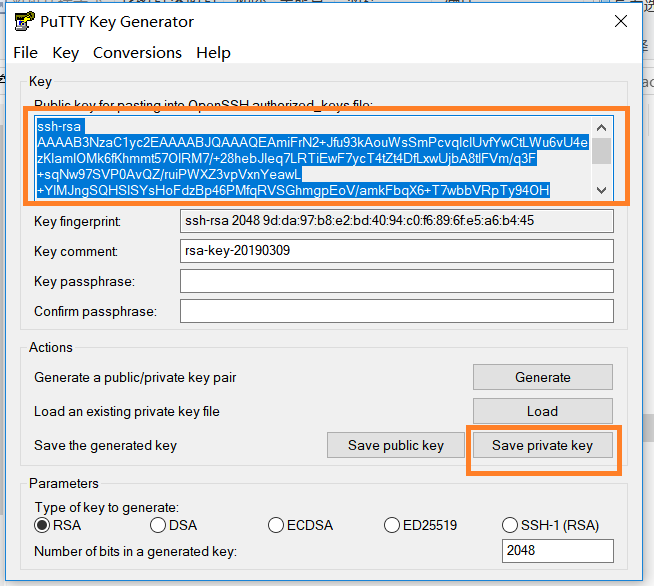 PuTTY Key Generator
File Key Conversions Help
Key
Public key for pasting into OpenSSH authorized_keys file:
ssh-rsa
AAAAB3NzaC1yc2EAAAABJQAAAQEAmiFrN2+Jfu93kAouWsSmPcvqIclUvfYwCtLWu6vU4e
zKIamIOMk6fKhmmt57OlRM7/+28hebJIeq7LRTiEwF7ycT4tZt4DfLxwUjbA8tlFVm/q3F
+sqNw97SVP0AvQZ/ruiPWXZ3vpVxnYeawL
+YIMJngSQHSlSYsHoFdzBp46PMfqRVSGhmgpEoV/amkFbqX6+T7wbbVRpTy94OH
Key fingerprint: ssh-rsa 2048 9d:da:97:b8:e2:bd:40:94:c0:f6:89:6f:e5:a6:b4:45
Key comment: rsa-key-20190309
Key passphrase:
Confirm passphrase:
Actions
Generate a public/private key pair Generate
Load an existing private key file Load
Save the generated key Save public key Save private key
Parameters
Type of key to generate:
RSA DSA ECDSA ED25519 SSH-1 (RSA)
Number of bits in a generated key: 2048